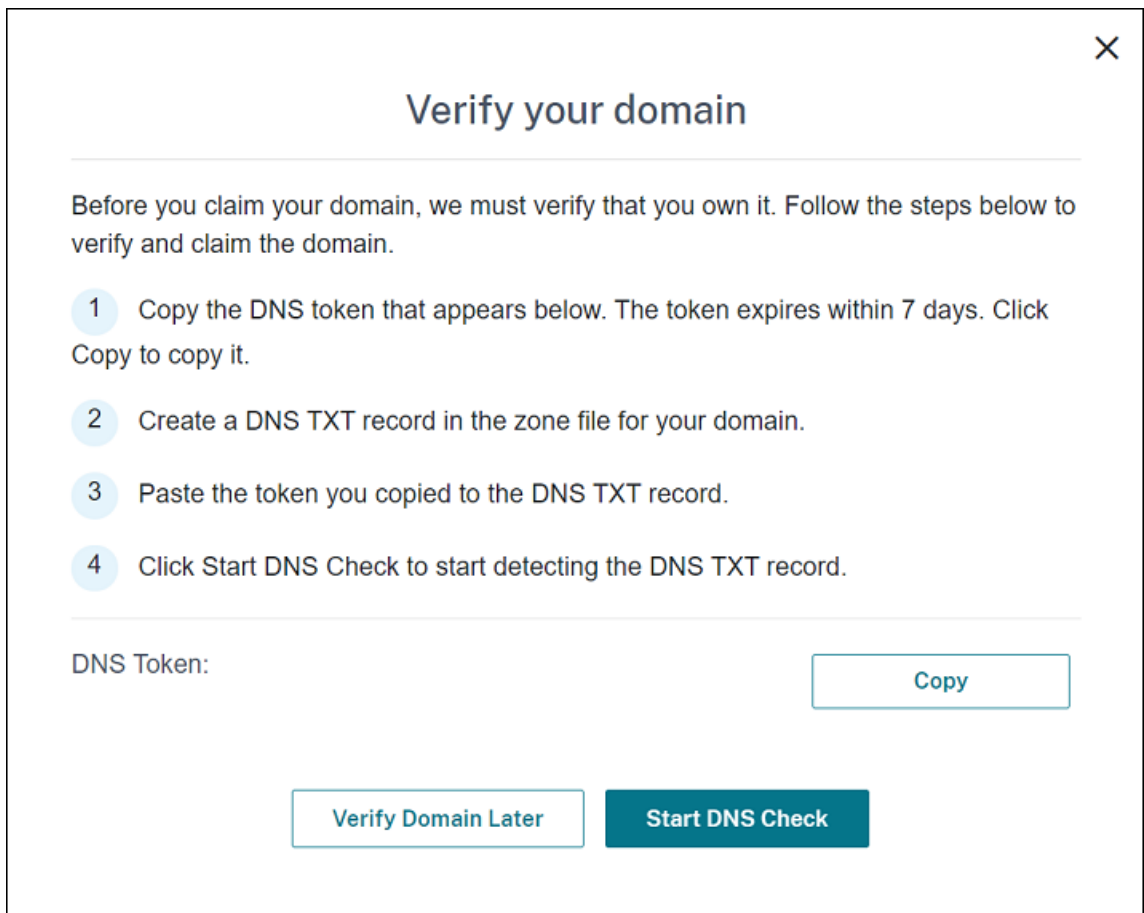 Verify your domain
Before you claim your domain, we must verify that you own it. Follow the steps below to
verify and claim the domain.
1 Copy the DNS token that appears below. The token expires within 7 days. Click
Copy to copy it.
2 Create a DNS TXT record in the zone file for your domain.
3 Paste the token you copied to the DNS TXT record.
4 Click Start DNS Check to start detecting the DNS TXT record.
DNS Token:
Copy
Verify Domain Later
Start DNS Check